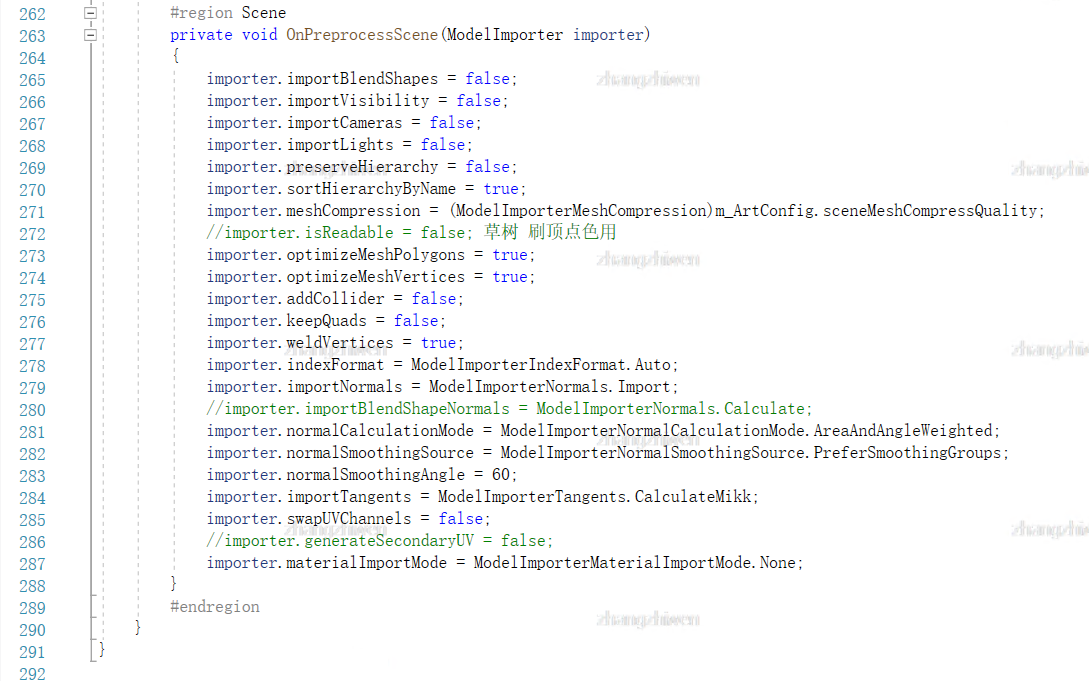 262 #region Scene
263 private void OnPreprocessScene(ModelImporter importer)
264 {
265 importer.importBlendShapes = false;
266 importer.importVisibility = false;
267 importer.importCameras = false;
268 importer.importLights = false;
269 importer.preserveHierarchy = false;
270 importer.sortHierarchyByName = true;
271 importer.meshCompression = (ModelImporterMeshCompression)m_ArtConfig.sceneMeshCompressQuality;
272 //importer.isReadable = false; 草树 刷顶点色用
273 importer.optimizeMeshPolygons = true;
274 importer.optimizeMeshVertices = true;
275 importer.addCollider = false;
276 importer.keepQuads = false;
277 importer.weldVertices = true;
278 importer.indexFormat = ModelImporterIndexFormat.Auto;
279 importer.importNormals = ModelImporterNormals.Import;
280 //importer.importBlendShapeNormals = ModelImporterNormals.Calculate;
281 importer.normalCalculationMode = ModelImporterNormalCalculationMode.AreaAndAngleWeighted;
282 importer.normalSmoothingSource = ModelImporterNormalSmoothingSource.PreferSmoothingGroups;
283 importer.normalSmoothingAngle = 60;
284 importer.importTangents = ModelImporterTangents.CalculateMikk;
285 importer.swapUVChannels = false;
286 //importer.generateSecondaryUV = false;
287 importer.materialImportMode = ModelImporterMaterialImportMode.None;
288 }
289 #endregion
290 }
291 }
292